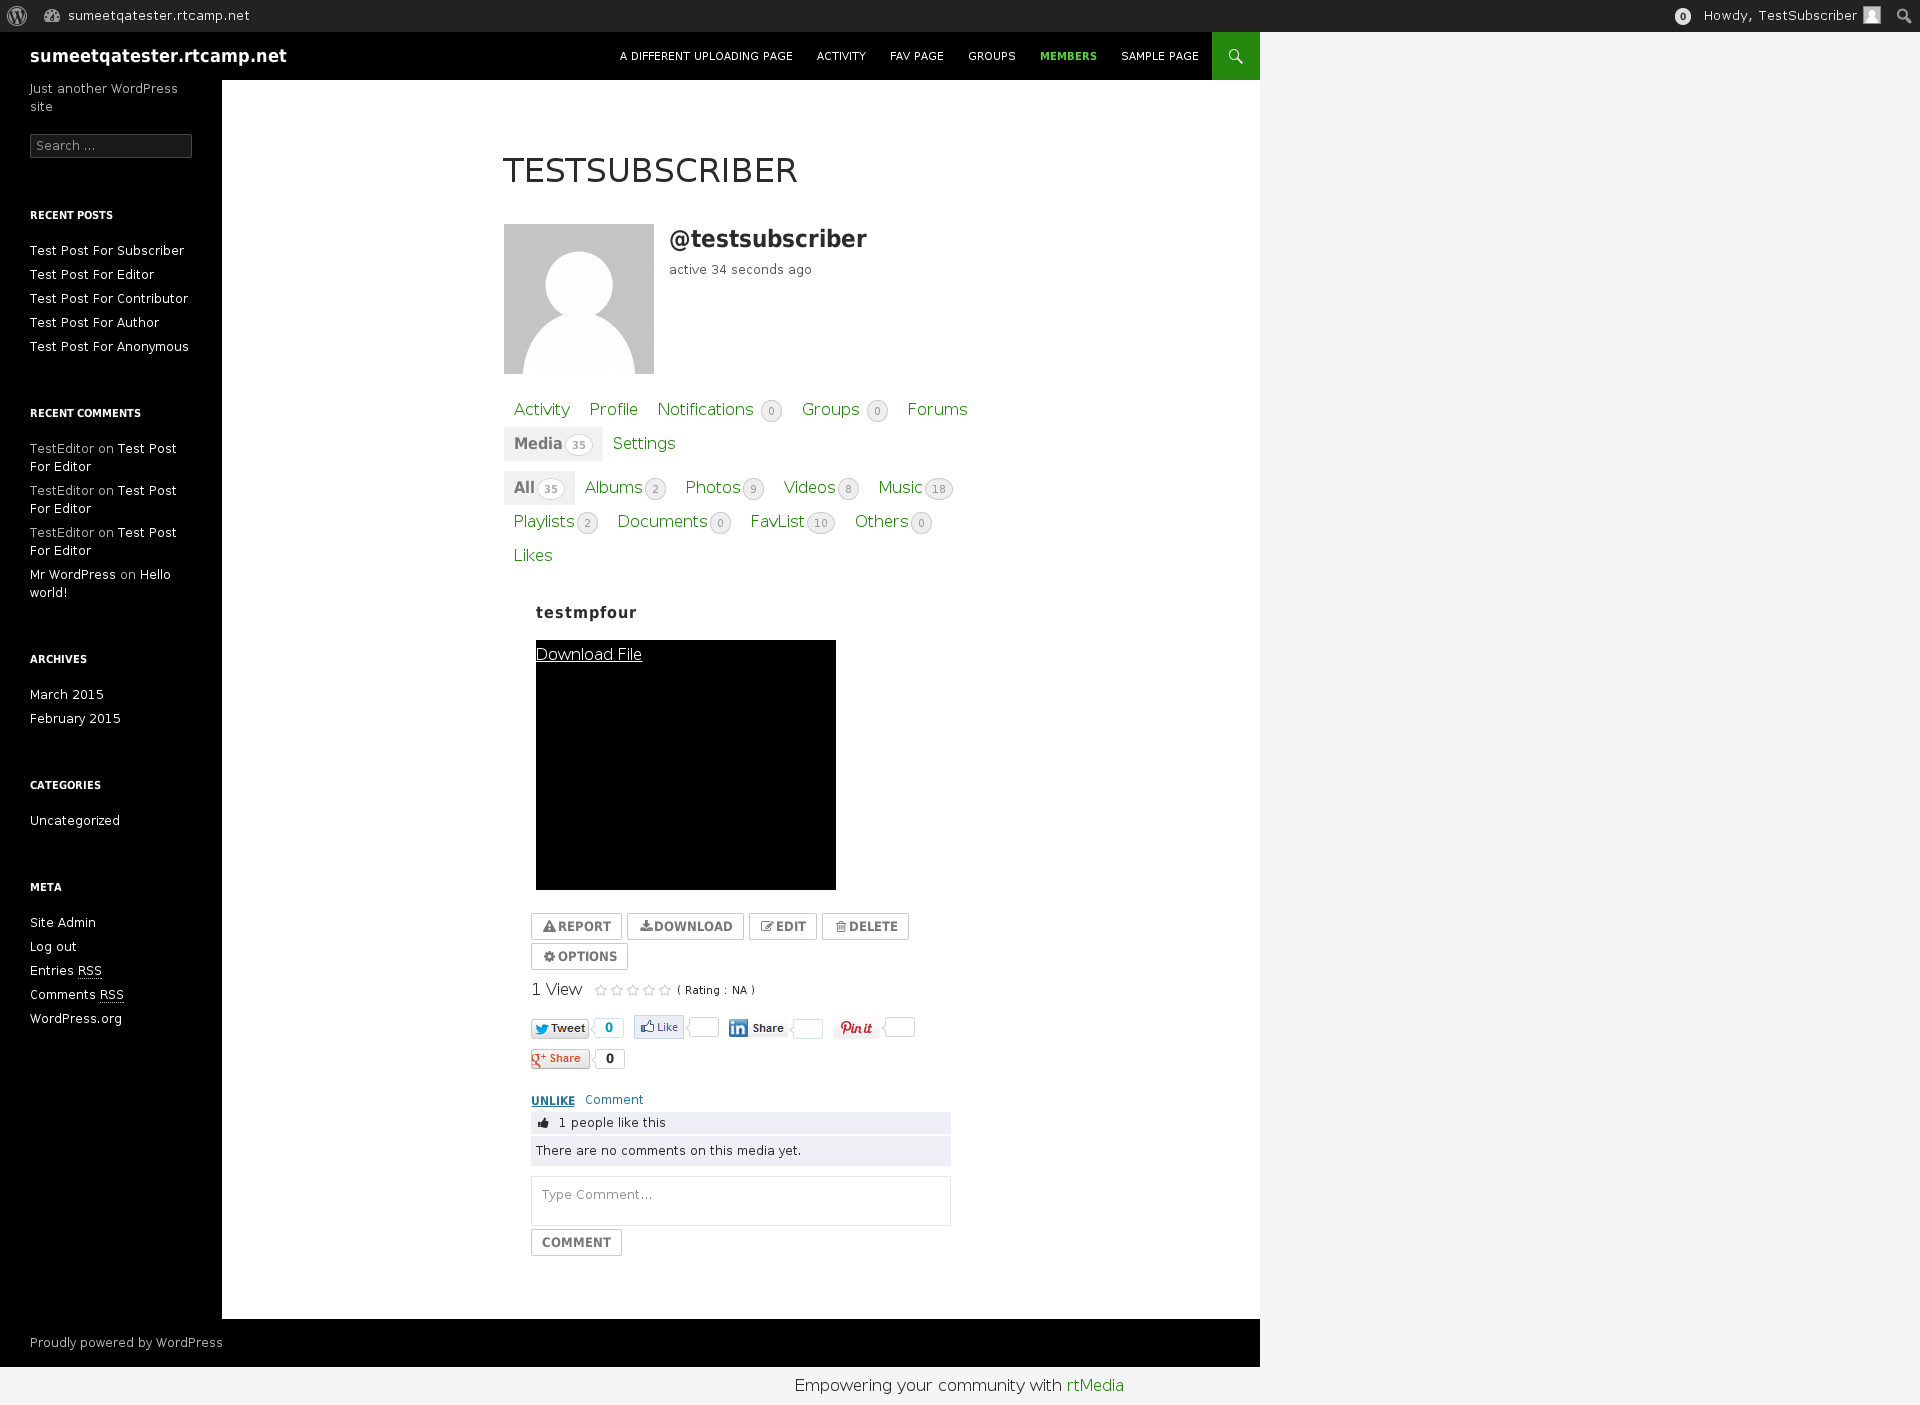 sumeetqatester.rtcamp.net
0 Howdy, TestSubscriber
sumeetqatester.rtcamp.net
A DIFFERENT UPLOADING PAGE ACTIVITY FAV PAGE GROUPS MEMBERS SAMPLE PAGE
Just another WordPress
site
Search ...
RECENT POSTS
Test Post For Subscriber
Test Post For Editor
Test Post For Contributor
Test Post For Author
Test Post For Anonymous
RECENT COMMENTS
TestEditor on Test Post
For Editor
TestEditor on Test Post
For Editor
TestEditor on Test Post
For Editor
Mr WordPress on Hello
world!
ARCHIVES
March 2015
February 2015
CATEGORIES
Uncategorized
META
Site Admin
Log out
Entries RSS
Comments RSS
WordPress.org
TESTSUBSCRIBER
@testsubscriber
active 34 seconds ago
Activity Profile Notifications 0 Groups 0 Forums
Media 35 Settings
All 35 Albums 2 Photos 9 Videos 8 Music 18
Playlists 2 Documents 0 FavList 10 Others 0
Likes
testmpfour
Download File
REPORT DOWNLOAD EDIT DELETE
OPTIONS
1 View ( Rating : NA )
Tweet 0 Like in Share Pin it
g+ Share 0
UNLIKE Comment
1 people like this
There are no comments on this media yet.
Type Comment...
COMMENT
Proudly powered by WordPress
Empowering your community with rtMedia